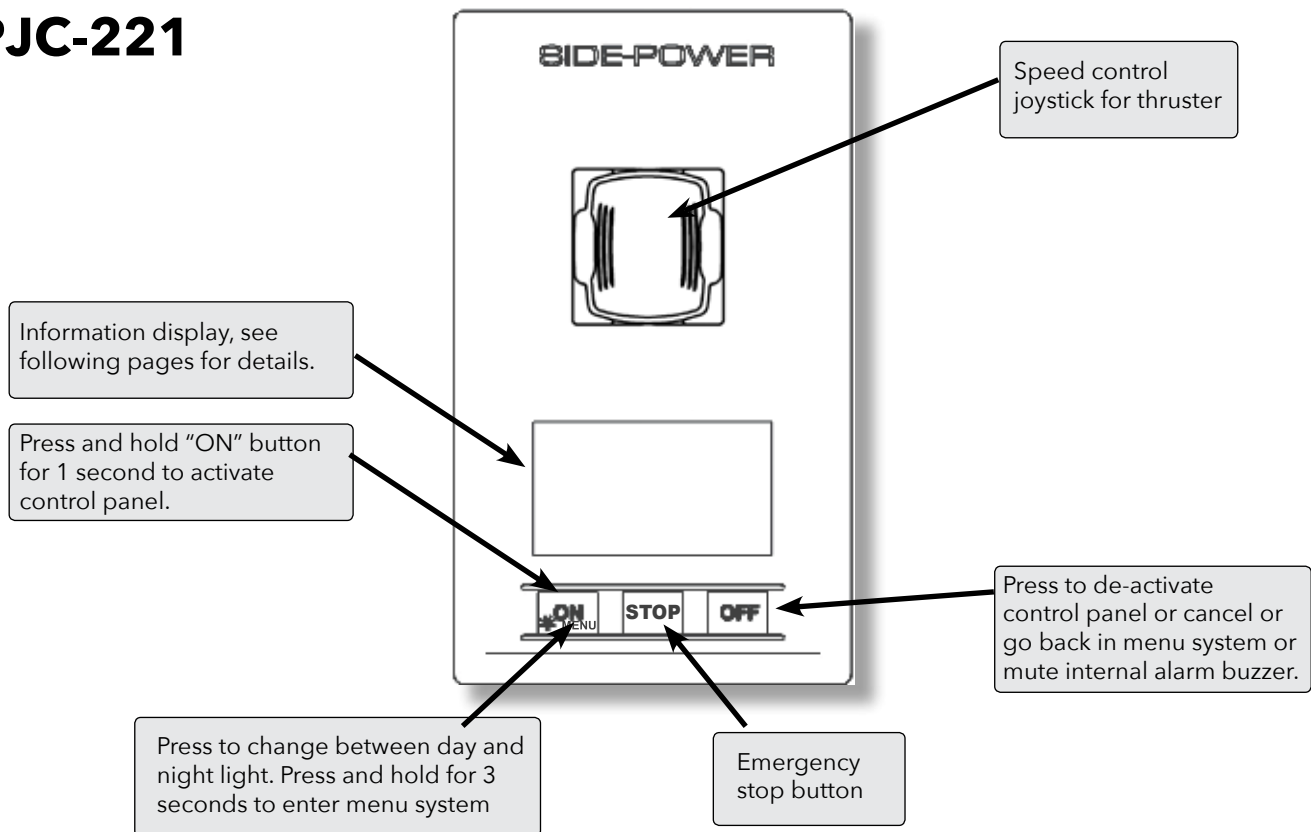 PJC-221
SIDE-POWER
Speed control
joystick for thruster
Information display, see
following pages for details.
Press and hold “ON” button
for 1 second to activate
control panel.
ON
MENU
STOP
OFF
Press to de-activate
control panel or cancel or
go back in menu system or
mute internal alarm buzzer.
Press to change between day and
night light. Press and hold for 3
seconds to enter menu system
Emergency
stop button